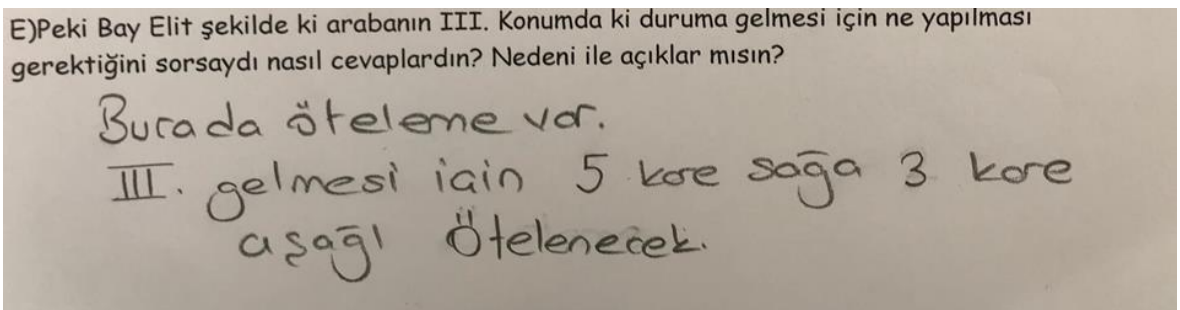 E)Peki Bay Elit şekilde ki arabanın III. Konumda ki duruma gelmesi için ne yapılması
gerektiğini sorsaydı nasıl cevaplardın? Nedeni ile açıklar mısın?
Burada öteleme var.
III. gelmesi için 5 kare sağa 3 kare
aşağı Ötelenecek.